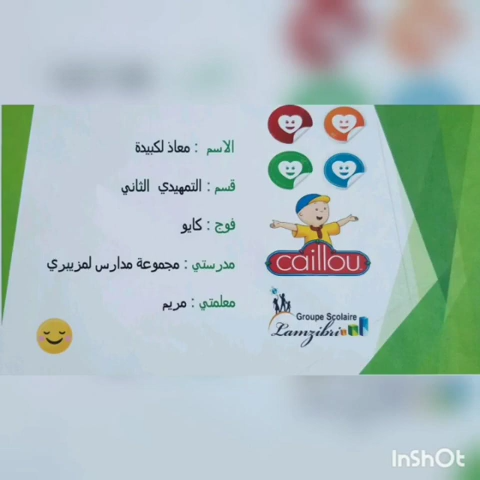 الاسم : معاذ لكبيدة
قسم : التمهيدي الثاني
فوج : كايو
caillou
مدرستي : مجموعة مدارس لمزيبري
معلمتي : مريم
Groupe Scolaire
Lamzibri
InShOt